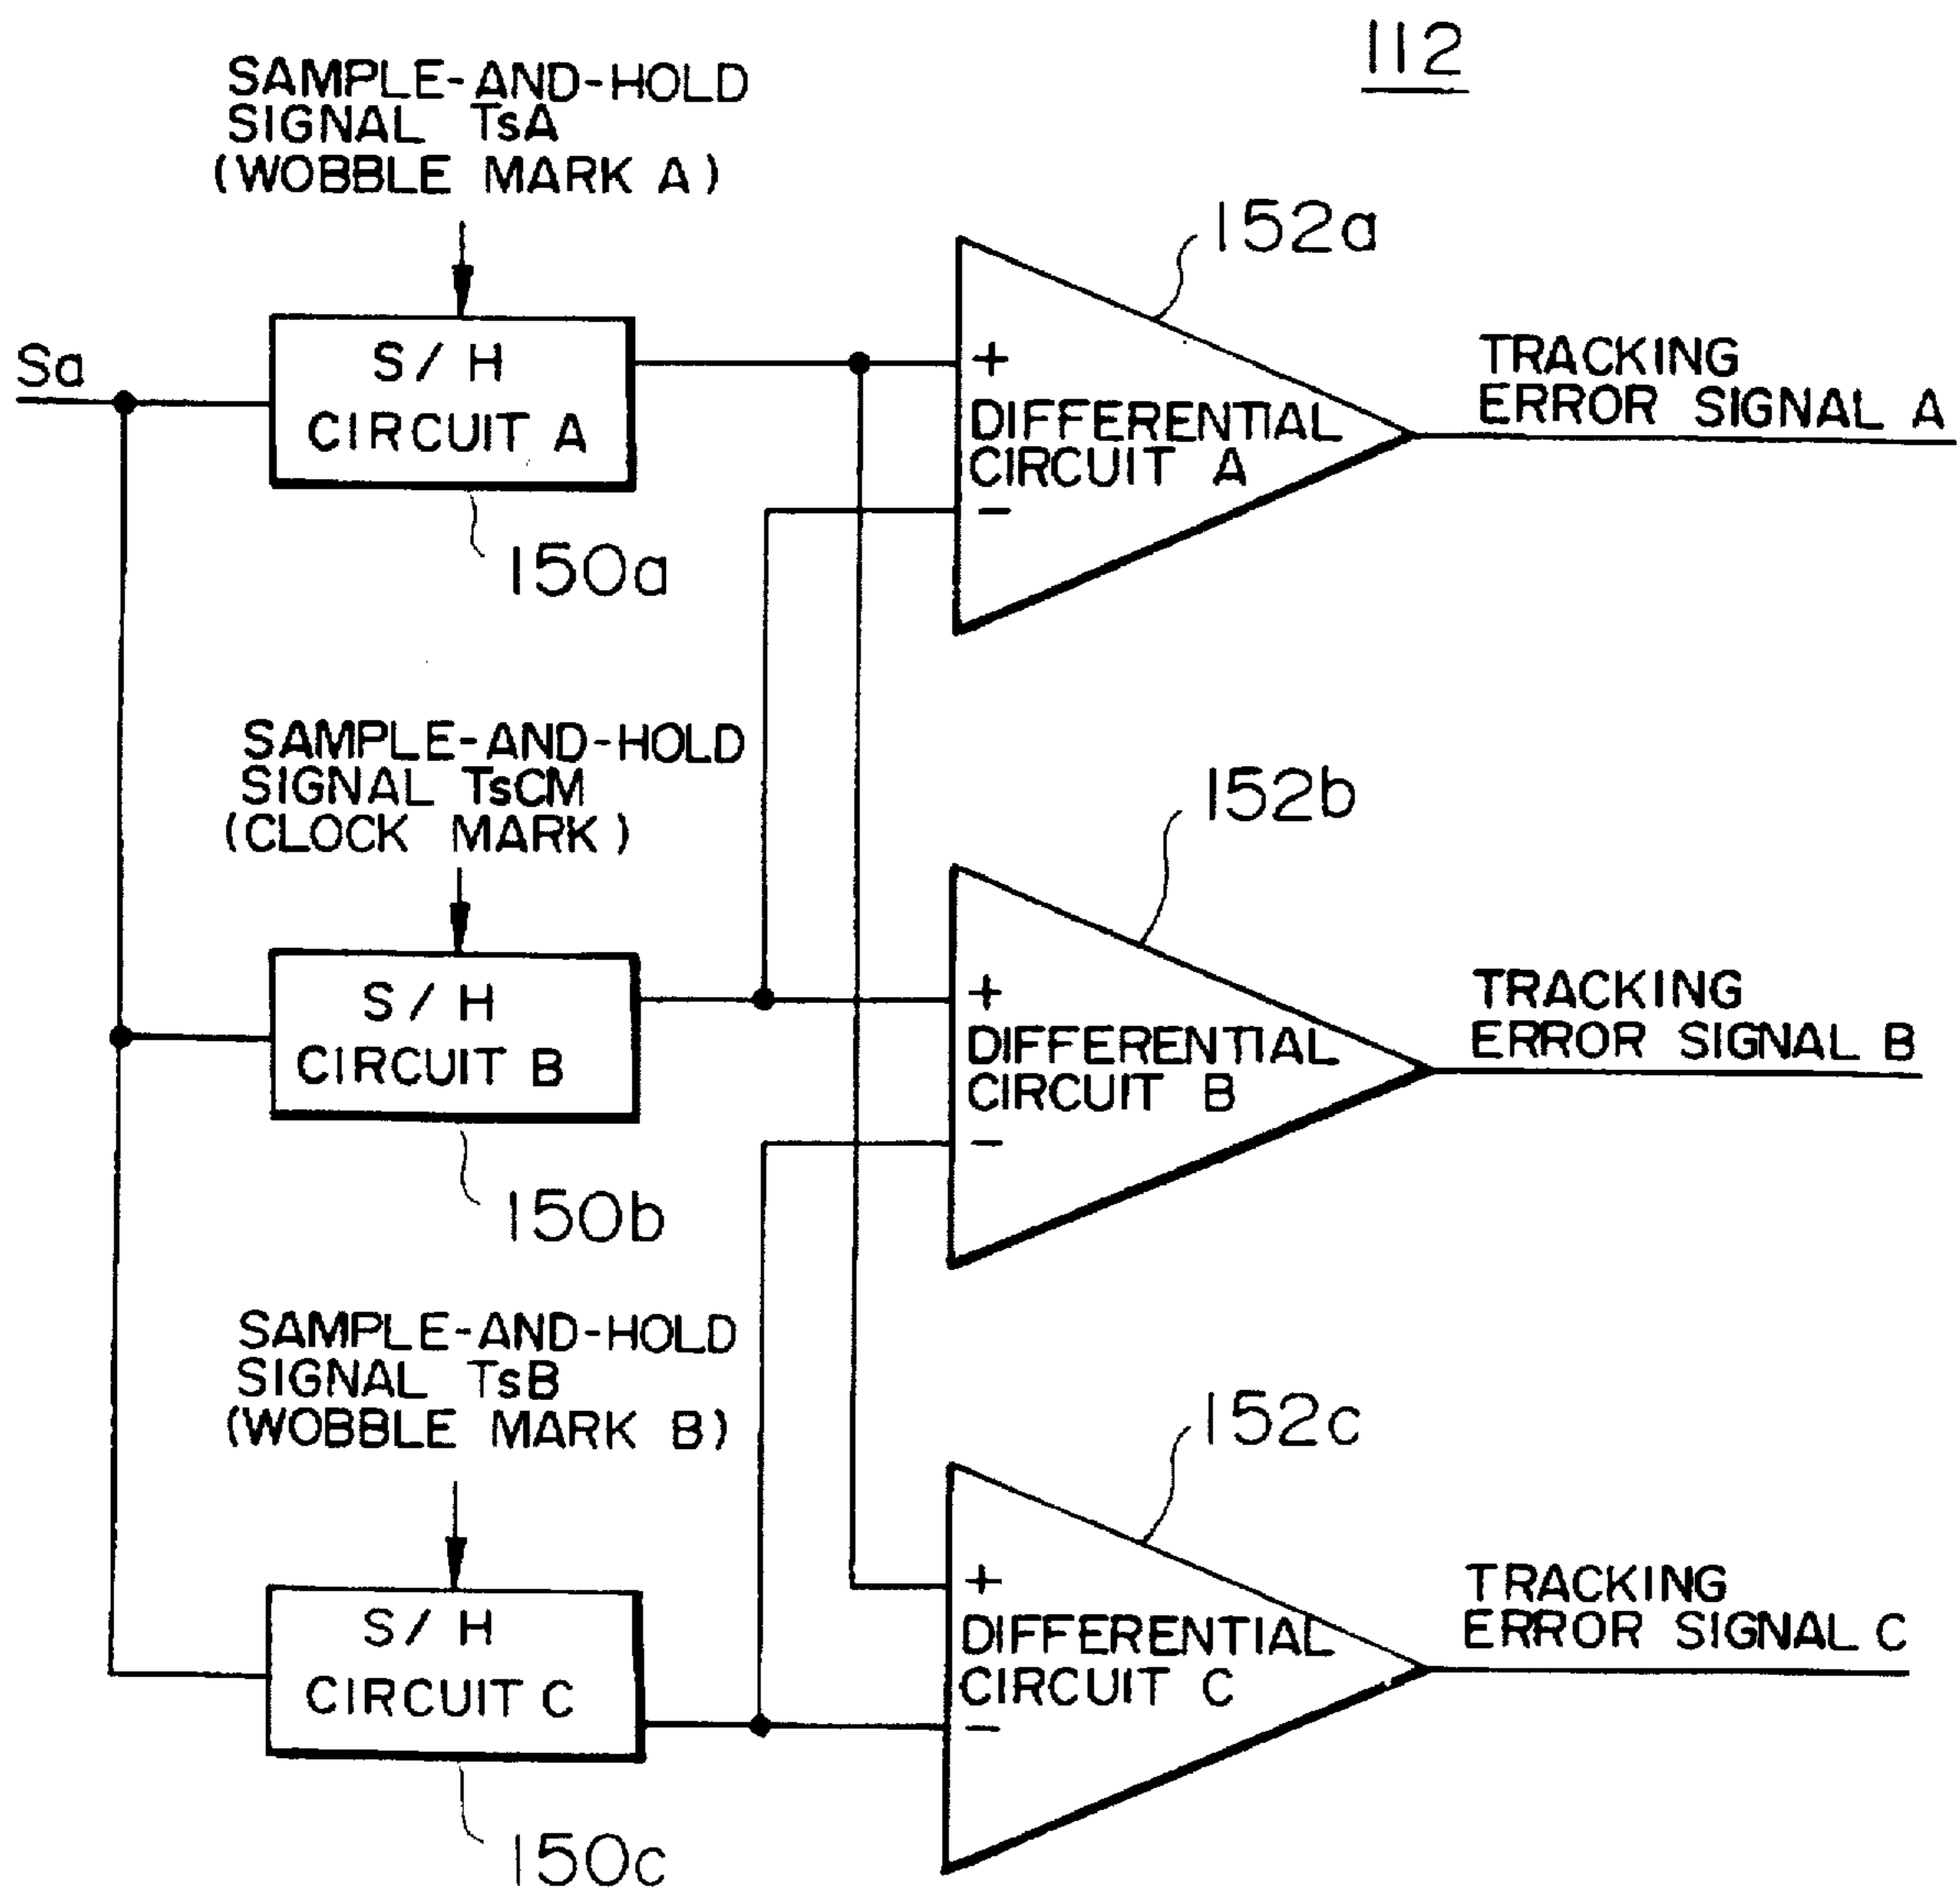 112
SAMPLE-AND-HOLD
SIGNAL TsA
(WOBBLE MARK A)
152a
Sa
S/H
CIRCUIT A
+
DIFFERENTIAL
CIRCUIT A
−
TRACKING
ERROR SIGNAL A
150a
SAMPLE-AND-HOLD
SIGNAL TsCM
(CLOCK MARK)
152b
S/H
CIRCUIT B
+
DIFFERENTIAL
CIRCUIT B
−
TRACKING
ERROR SIGNAL B
150b
SAMPLE-AND-HOLD
SIGNAL TsB
(WOBBLE MARK B)
152c
S/H
CIRCUIT C
+
DIFFERENTIAL
CIRCUIT C
−
TRACKING
ERROR SIGNAL C
150c